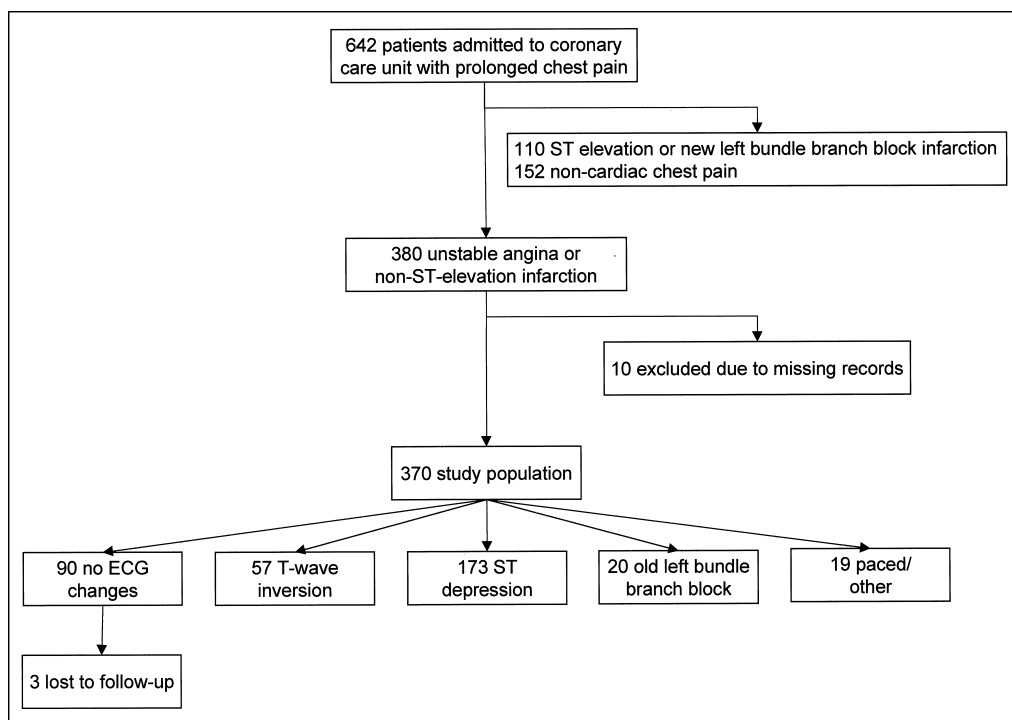 642 patients admitted to coronary
care unit with prolonged chest pain
110 ST elevation or new left bundle branch block infarction
152 non-cardiac chest pain
380 unstable angina or
non-ST-elevation infarction
10 excluded due to missing records
370 study population
90 no ECG
changes
57 T-wave
inversion
173 ST
depression
20 old left bundle
branch block
19 paced/
other
3 lost to follow-up